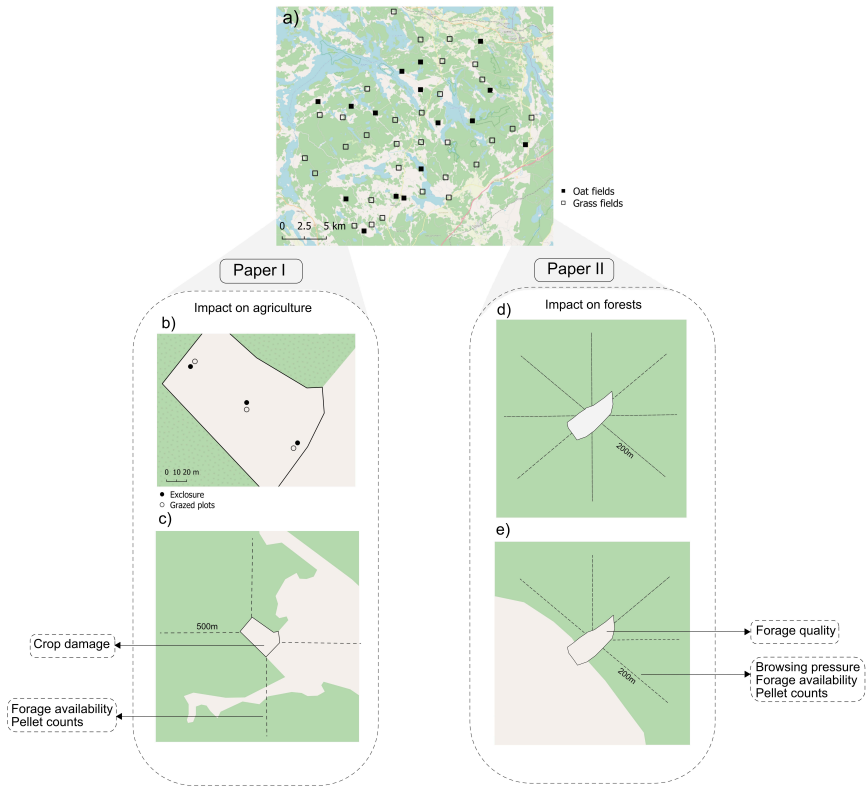 a)
Oat fields
Grass fields
0 2.5 5 km
Paper I
Paper II
Impact on agriculture
Impact on forests
b)
d)
200m
0 10 20 m
Exclosure
Grazed plots
c)
e)
500m
Crop damage
Forage quality
Browsing pressure
Forage availability
Pellet counts
200m
Forage availability
Pellet counts